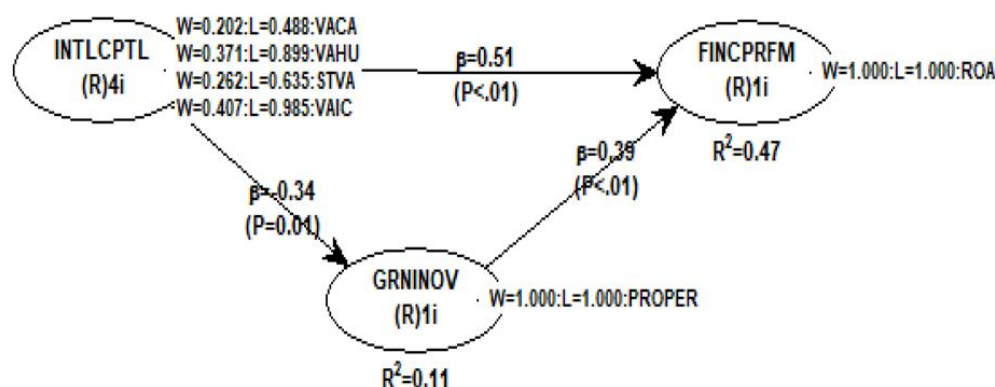 INTLCPTL
(R)4i
W=0.202:L=0.488:VACA
W=0.371:L=0.899:VAHU
W=0.262:L=0.635:STVA
W=0.407:L=0.985:VAIC
β=0.51
(P<.01)
FINCPRFM
(R)1i
W=1.000:L=1.000:ROA
R²=0.47
β=0.39
(P<.01)
β=-0.34
(P=0.01)
GRNINOV
(R)1i
W=1.000:L=1.000:PROPER
R²=0.11